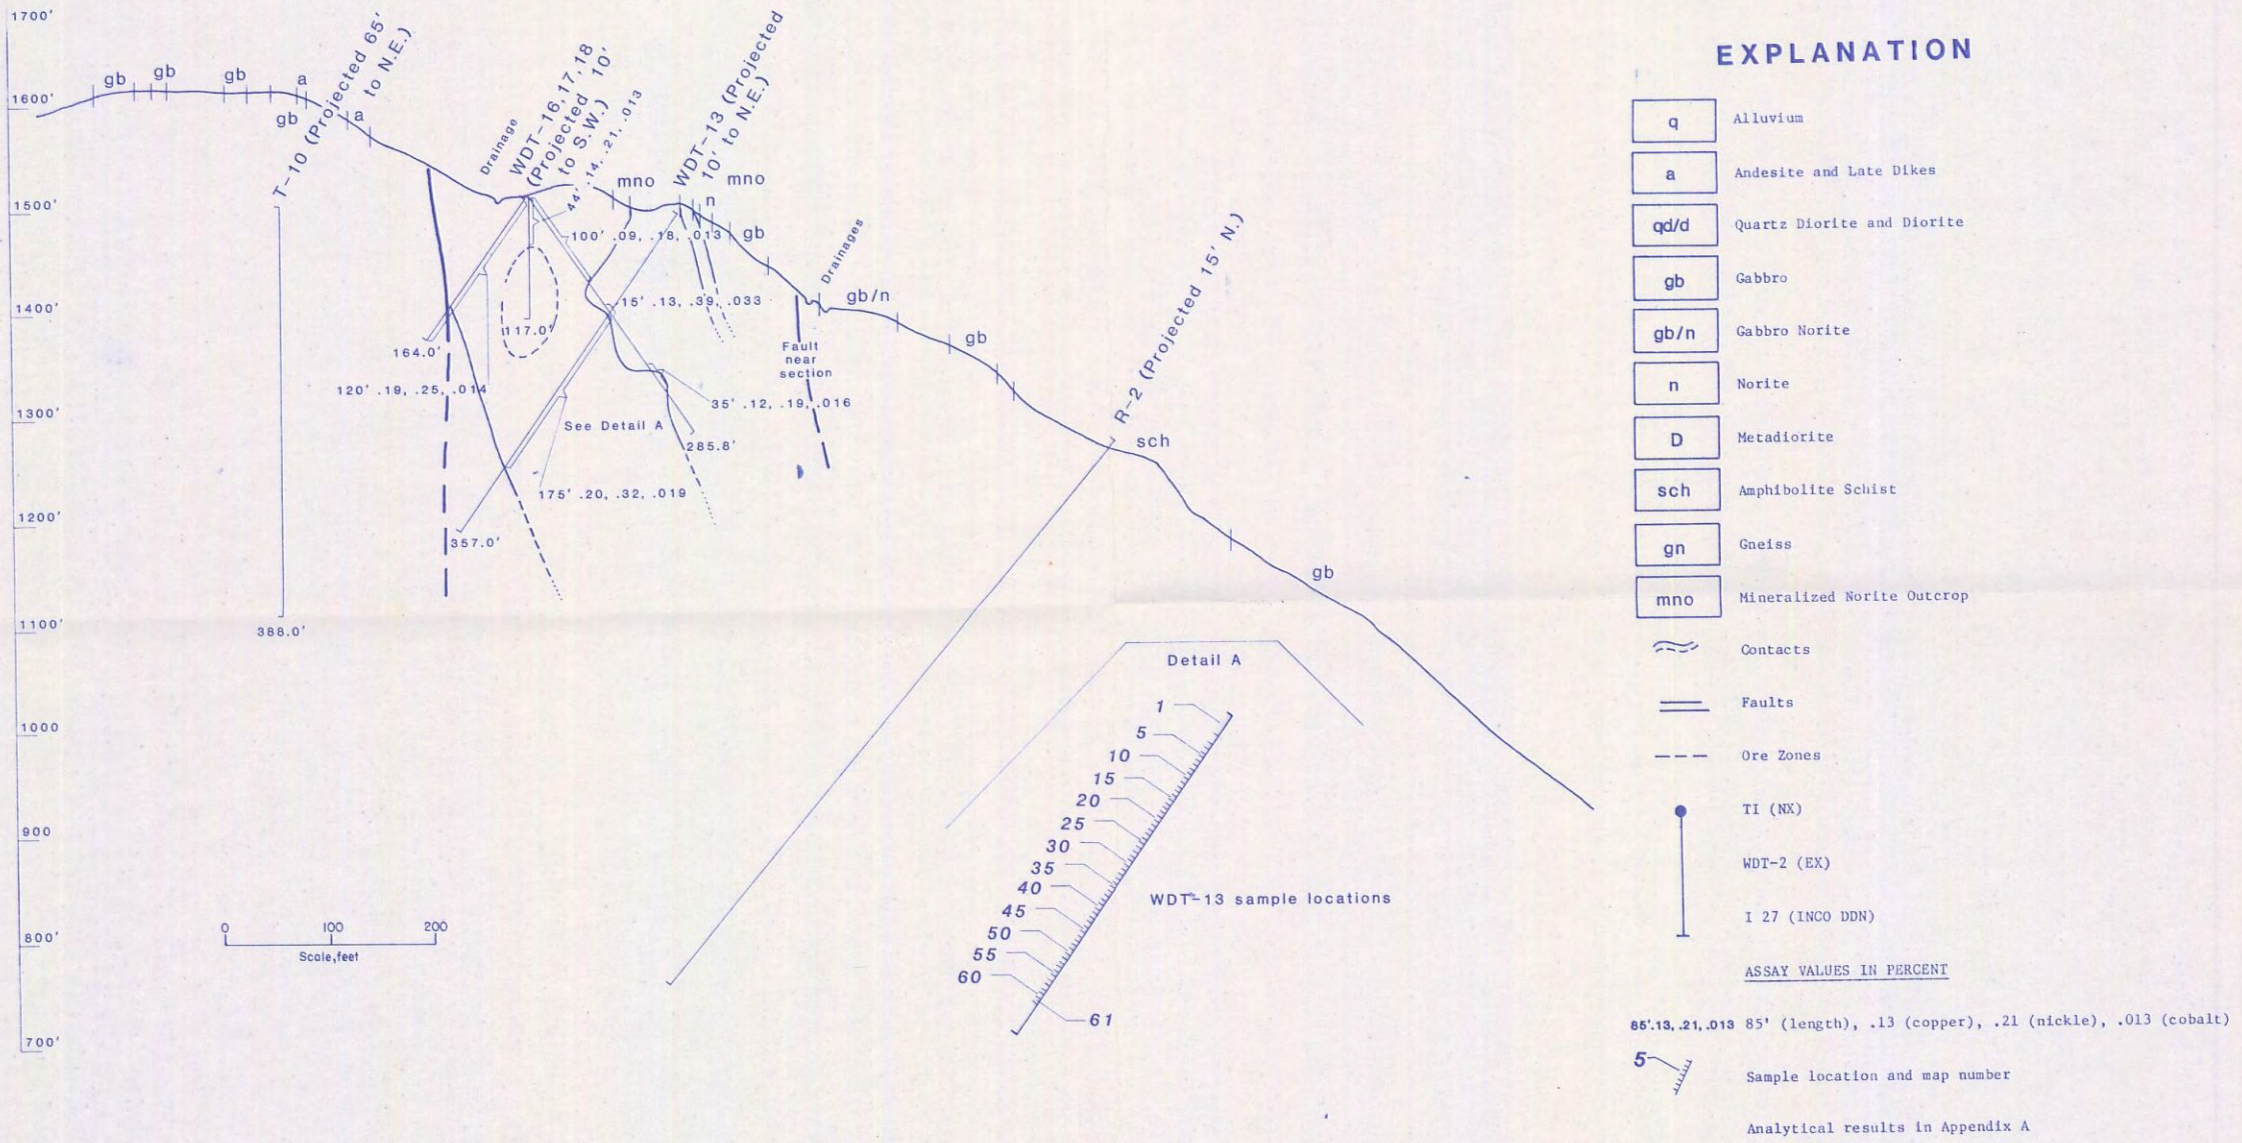 1700'
1600'
1500'
1400'
1300'
1200'
1100'
1000
900
800'
700'
gb
gb
gb
a
gb
a
T-10 (Projected 65'
to N.E.)
Drainage
WDT-16,17,18
(Projected 10'
to S.W.)
44' .14, .21, .013
mno
WDT-13 (Projected
10' to N.E.)
mno
n
gb
100' .09, .18, .013
Drainages
gb/n
15' .13, .39, .033
117.0'
164.0'
120' .19, .25, .014
Fault
near
section
gb
35' .12, .19, .016
See Detail A
285.8'
175' .20, .32, .019
357.0'
388.0'
R-2 (Projected 15' N.)
sch
gb
Detail A
1
5
10
15
20
25
30
35
40
45
50
55
60
61
WDT-13 sample locations
0 100 200
Scale,feet
EXPLANATION
q Alluvium
a Andesite and Late Dikes
qd/d Quartz Diorite and Diorite
gb Gabbro
gb/n Gabbro Norite
n Norite
D Metadiorite
sch Amphibolite Schist
gn Gneiss
mno Mineralized Norite Outcrop
Contacts
Faults
Ore Zones
TI (NX)
WDT-2 (EX)
I 27 (INCO DDN)
ASSAY VALUES IN PERCENT
85'.13,.21,.013 85' (length), .13 (copper), .21 (nickle), .013 (cobalt)
5 Sample location and map number
Analytical results in Appendix A